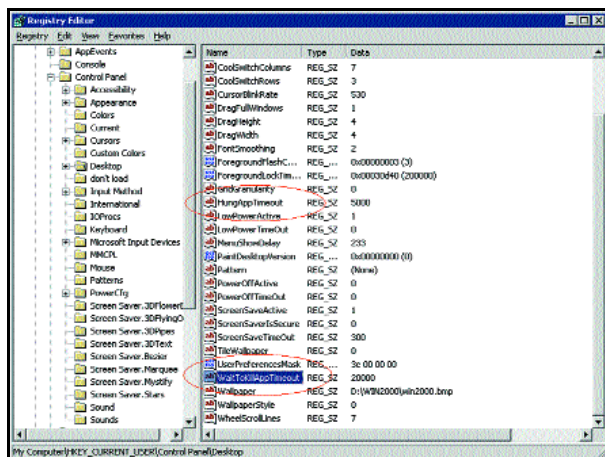 Registry Editor
Registry Edit View Favorites Help
AppEvents
Console
Control Panel
Accessibility
Appearance
Colors
Current
Cursors
Custom Colors
Desktop
don't load
Input Method
International
IOProcs
Keyboard
Microsoft Input Devices
MMCPL
Mouse
Patterns
PowerCfg
Screen Saver.3DFlowerB
Screen Saver.3DFlyingO
Screen Saver.3DPipes
Screen Saver.3DText
Screen Saver.Bezier
Screen Saver.Marquee
Screen Saver.Mystify
Screen Saver.Stars
Sound
Sounds
Name Type Data
CoolSwitchColumns REG_SZ 7
CoolSwitchRows REG_SZ 3
CursorBlinkRate REG_SZ 530
DragFullWindows REG_SZ 1
DragHeight REG_SZ 4
DragWidth REG_SZ 4
FontSmoothing REG_SZ 2
ForegroundFlashC... REG_... 0x00000003 (3)
ForegroundLockTim... REG_... 0x00030d40 (200000)
GridGranularity REG_SZ 0
HungAppTimeout REG_SZ 5000
LowPowerActive REG_SZ 1
LowPowerTimeOut REG_SZ 0
MenuShowDelay REG_SZ 233
PaintDesktopVersion REG_... 0x00000000 (0)
Pattern REG_SZ (None)
PowerOffActive REG_SZ 0
PowerOffTimeOut REG_SZ 0
ScreenSaveActive REG_SZ 1
ScreenSaverIsSecure REG_SZ 0
ScreenSaveTimeOut REG_SZ 300
TileWallpaper REG_SZ 0
UserPreferencesMask REG_... 3e 00 00 00
WaitToKillAppTimeout REG_SZ 20000
Wallpaper REG_SZ D:\WIN2000\win2000.bmp
WallpaperStyle REG_SZ 0
WheelScrollLines REG_SZ 7
My Computer\HKEY_CURRENT_USER\Control Panel\Desktop